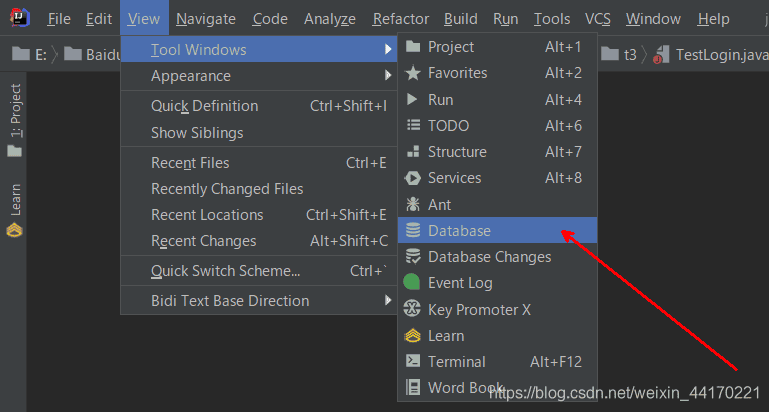 File Edit View Navigate Code Analyze Refactor Build Run Tools VCS Window Help
E: Baidu t3 TestLogin.java
1: Project
Learn
Tool Windows
Appearance
Quick Definition Ctrl+Shift+I
Show Siblings
Recent Files Ctrl+E
Recently Changed Files
Recent Locations Ctrl+Shift+E
Recent Changes Alt+Shift+C
Quick Switch Scheme... Ctrl+`
Bidi Text Base Direction
Project Alt+1
Favorites Alt+2
Run Alt+4
TODO Alt+6
Structure Alt+7
Services Alt+8
Ant
Database
Database Changes
Event Log
Key Promoter X
Learn
Terminal Alt+F12
Word Book
https://blog.csdn.net/weixin_44170221